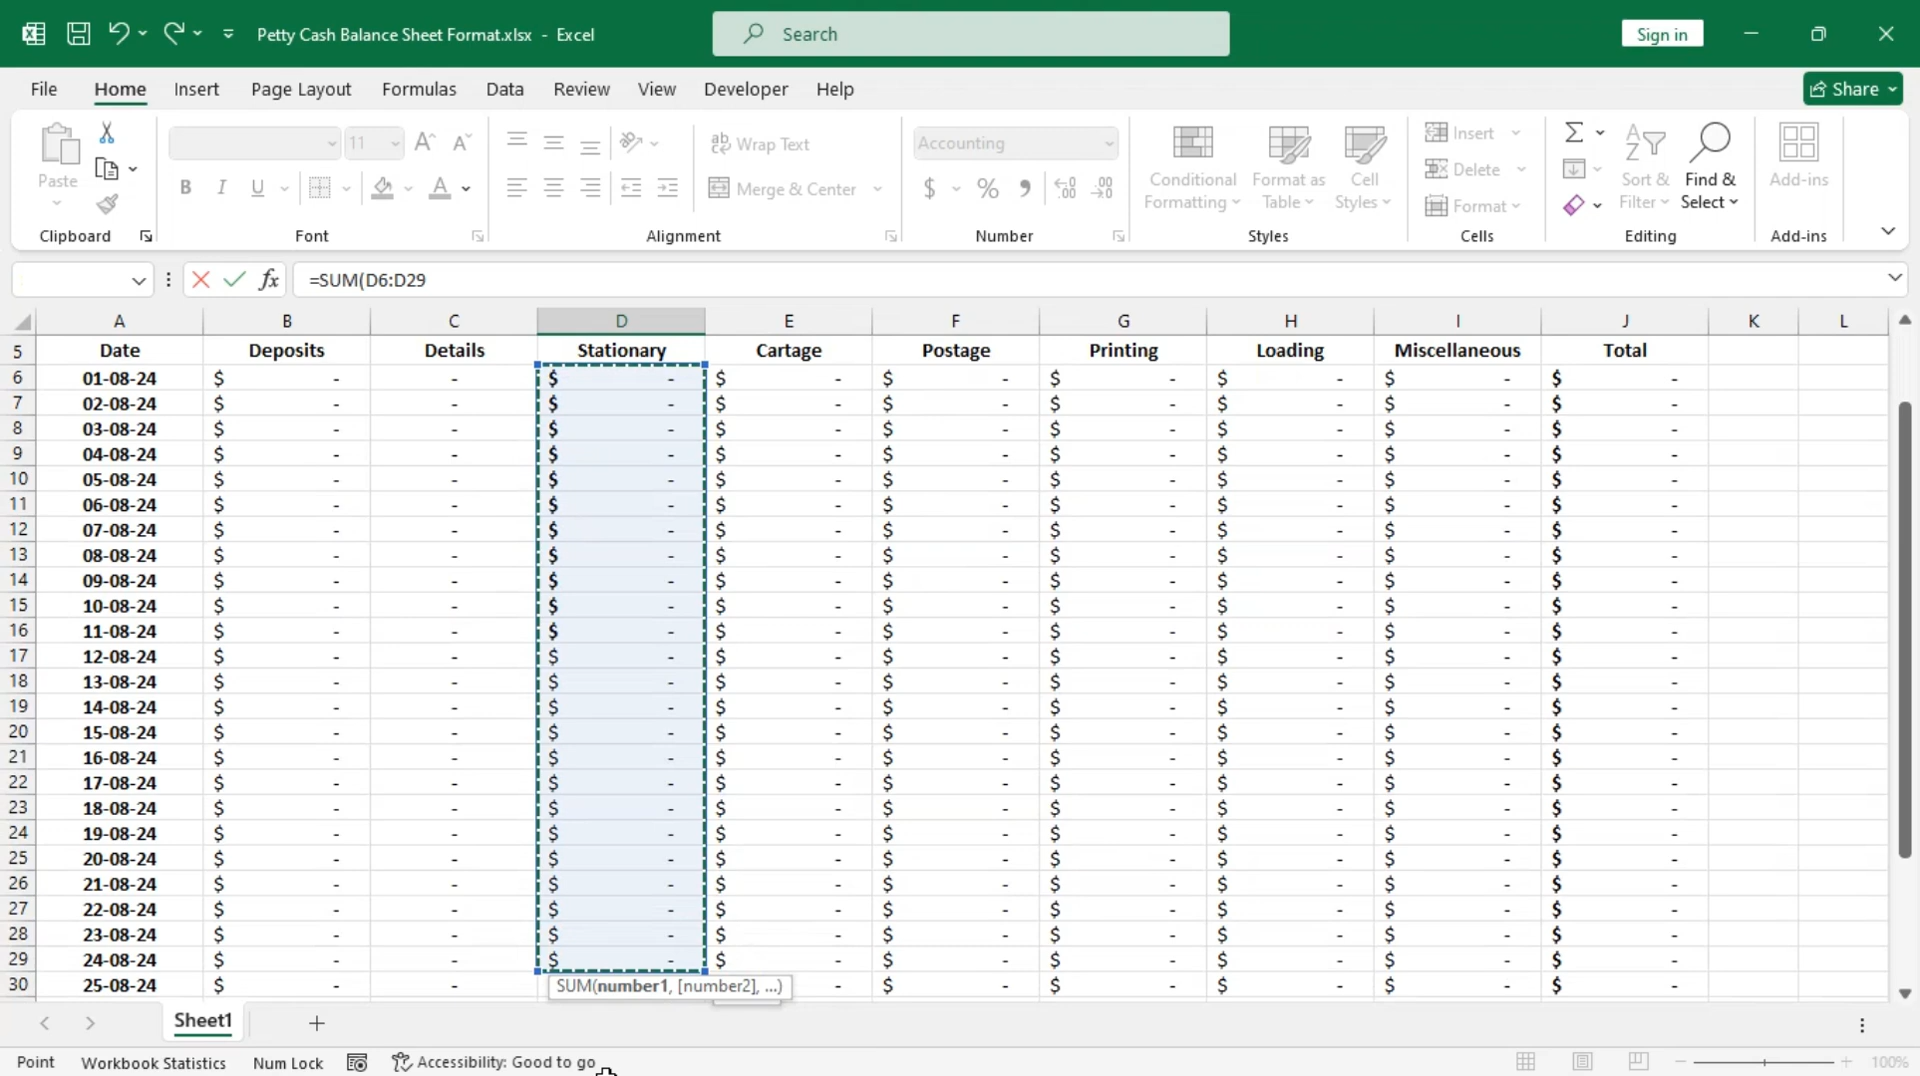 Petty Cash Balance Sheet Format.xlsx - Excel
Search
Sign in
File Home Insert Page Layout Formulas Data Review View Developer Help
Share
Paste
11
Wrap Text
Merge & Center
Accounting
Conditional Formatting
Format as Table
Cell Styles
Insert
Delete
Format
Sort & Filter
Find & Select
Add-ins
Clipboard Font Alignment Number Styles Cells Editing Add-ins
fx =SUM(D6:D29
A B C D E F G H I J K L
5 Date Deposits Details Stationary Cartage Postage Printing Loading Miscellaneous Total
6 01-08-24 $ - - $ - $ - $ - $ - $ - $ - $ -
7 02-08-24 $ - - $ - $ - $ - $ - $ - $ - $ -
8 03-08-24 $ - - $ - $ - $ - $ - $ - $ - $ -
9 04-08-24 $ - - $ - $ - $ - $ - $ - $ - $ -
10 05-08-24 $ - - $ - $ - $ - $ - $ - $ - $ -
11 06-08-24 $ - - $ - $ - $ - $ - $ - $ - $ -
12 07-08-24 $ - - $ - $ - $ - $ - $ - $ - $ -
13 08-08-24 $ - - $ - $ - $ - $ - $ - $ - $ -
14 09-08-24 $ - - $ - $ - $ - $ - $ - $ - $ -
15 10-08-24 $ - - $ - $ - $ - $ - $ - $ - $ -
16 11-08-24 $ - - $ - $ - $ - $ - $ - $ - $ -
17 12-08-24 $ - - $ - $ - $ - $ - $ - $ - $ -
18 13-08-24 $ - - $ - $ - $ - $ - $ - $ - $ -
19 14-08-24 $ - - $ - $ - $ - $ - $ - $ - $ -
20 15-08-24 $ - - $ - $ - $ - $ - $ - $ - $ -
21 16-08-24 $ - - $ - $ - $ - $ - $ - $ - $ -
22 17-08-24 $ - - $ - $ - $ - $ - $ - $ - $ -
23 18-08-24 $ - - $ - $ - $ - $ - $ - $ - $ -
24 19-08-24 $ - - $ - $ - $ - $ - $ - $ - $ -
25 20-08-24 $ - - $ - $ - $ - $ - $ - $ - $ -
26 21-08-24 $ - - $ - $ - $ - $ - $ - $ - $ -
27 22-08-24 $ - - $ - $ - $ - $ - $ - $ - $ -
28 23-08-24 $ - - $ - $ - $ - $ - $ - $ - $ -
29 24-08-24 $ - - $ - $ - $ - $ - $ - $ - $ -
30 25-08-24 $ - - SUM(number1, [number2], ...) $ - $ - $ - $ - $ -
Sheet1
Point Workbook Statistics Num Lock Accessibility: Good to go 100%